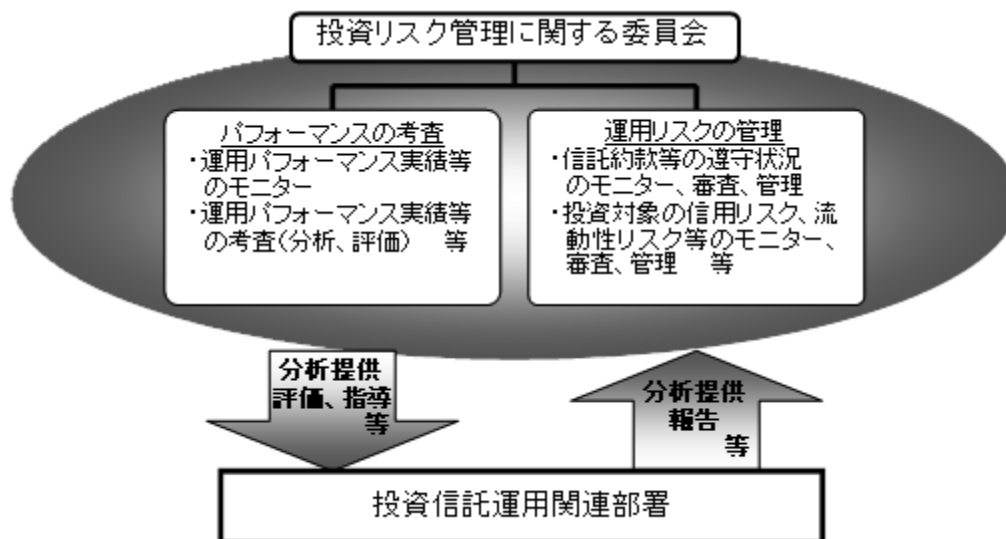 投資リスク管理に関する委員会
パフォーマンスの考査
・運用パフォーマンス実績等
のモニター
・運用パフォーマンス実績等
の考査(分析、評価) 等
運用リスクの管理
・信託約款等の遵守状況
のモニター、審査、管理
・投資対象の信用リスク、流
動性リスク等のモニター、
審査、管理 等
分析提供
評価、指導
等
分析提供
報告
等
投資信託運用関連部署